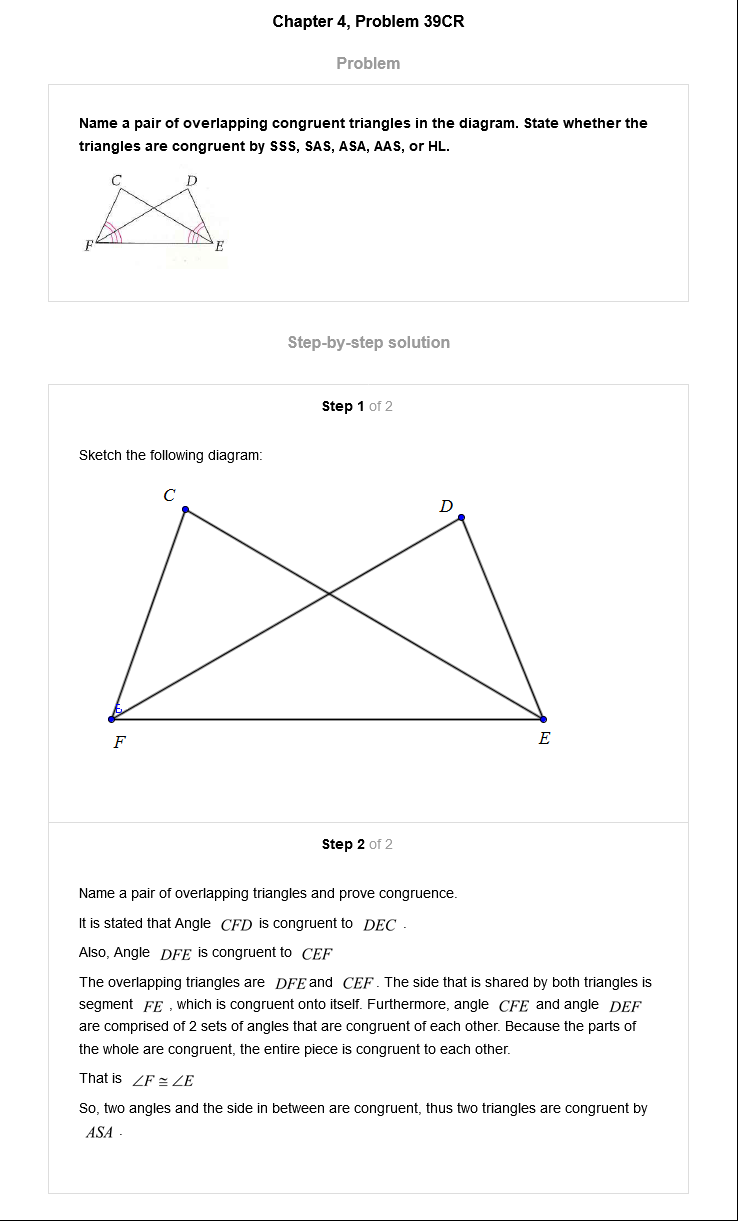 Chapter 4, Problem 39CR
Problem
Name a pair of overlapping congruent triangles in the diagram. State whether the
triangles are congruent by SSS, SAS, ASA, AAS, or HL.
C D
F E
Step-by-step solution
Step 1 of 2
Sketch the following diagram:
C
D
F
E
Step 2 of 2
Name a pair of overlapping triangles and prove congruence.
It is stated that Angle CFD is congruent to DEC .
Also, Angle DFE is congruent to CEF
The overlapping triangles are DFE and CEF . The side that is shared by both triangles is
segment FE , which is congruent onto itself. Furthermore, angle CFE and angle DEF
are comprised of 2 sets of angles that are congruent of each other. Because the parts of
the whole are congruent, the entire piece is congruent to each other.
That is ∠F ≅ ∠E
So, two angles and the side in between are congruent, thus two triangles are congruent by
ASA .